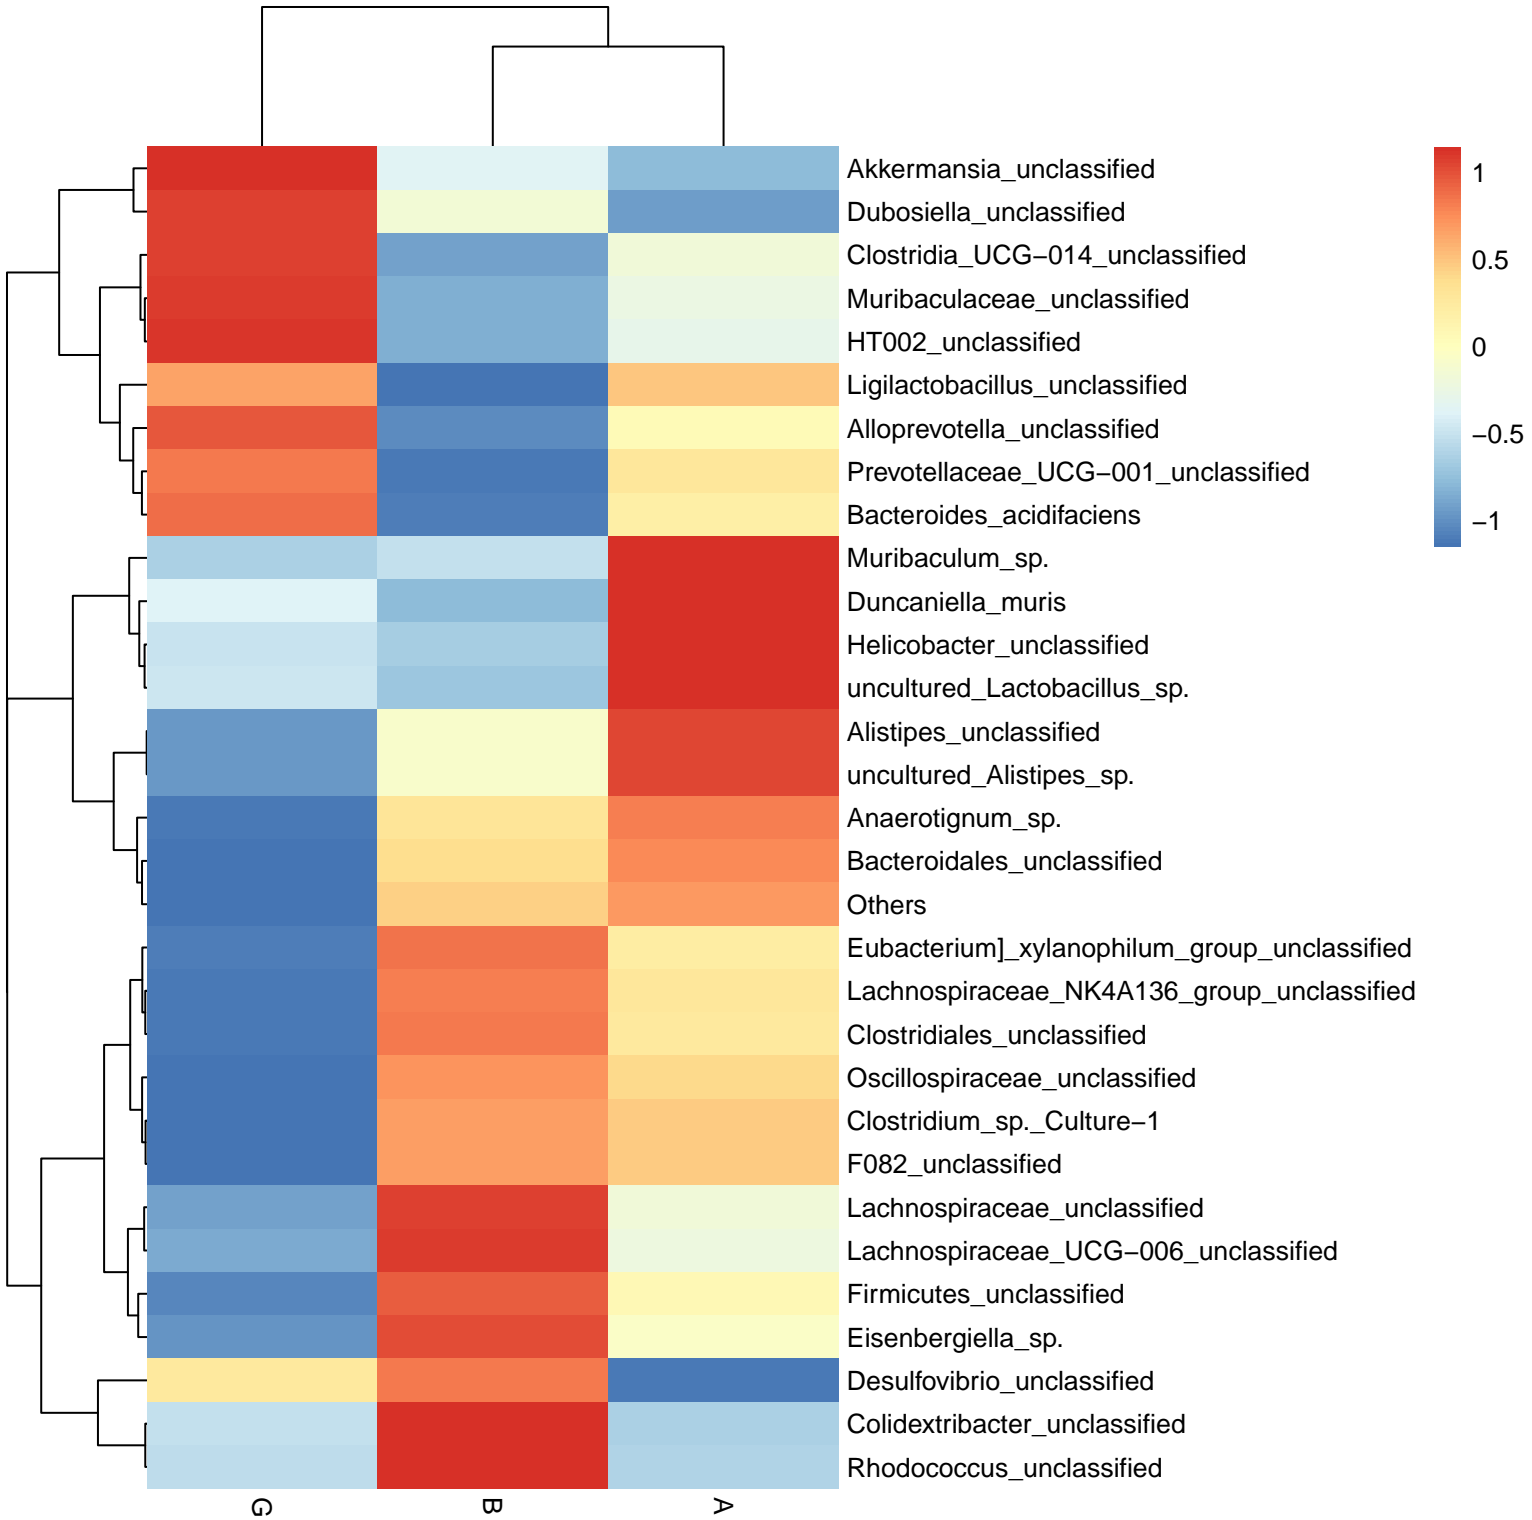 Akkermansia_unclassified
Dubosiella_unclassified
Clostridia_UCG−014_unclassified
Muribaculaceae_unclassified
HT002_unclassified
Ligilactobacillus_unclassified
Alloprevotella_unclassified
Prevotellaceae_UCG−001_unclassified
Bacteroides_acidifaciens
Muribaculum_sp.
Duncaniella_muris
Helicobacter_unclassified
uncultured_Lactobacillus_sp.
Alistipes_unclassified
uncultured_Alistipes_sp.
Anaerotignum_sp.
Bacteroidales_unclassified
Others
Eubacterium]_xylanophilum_group_unclassified
Lachnospiraceae_NK4A136_group_unclassified
Clostridiales_unclassified
Oscillospiraceae_unclassified
Clostridium_sp._Culture−1
F082_unclassified
Lachnospiraceae_unclassified
Lachnospiraceae_UCG−006_unclassified
Firmicutes_unclassified
Eisenbergiella_sp.
Desulfovibrio_unclassified
Colidextribacter_unclassified
Rhodococcus_unclassified
G
B
A
1
0.5
0
−0.5
−1